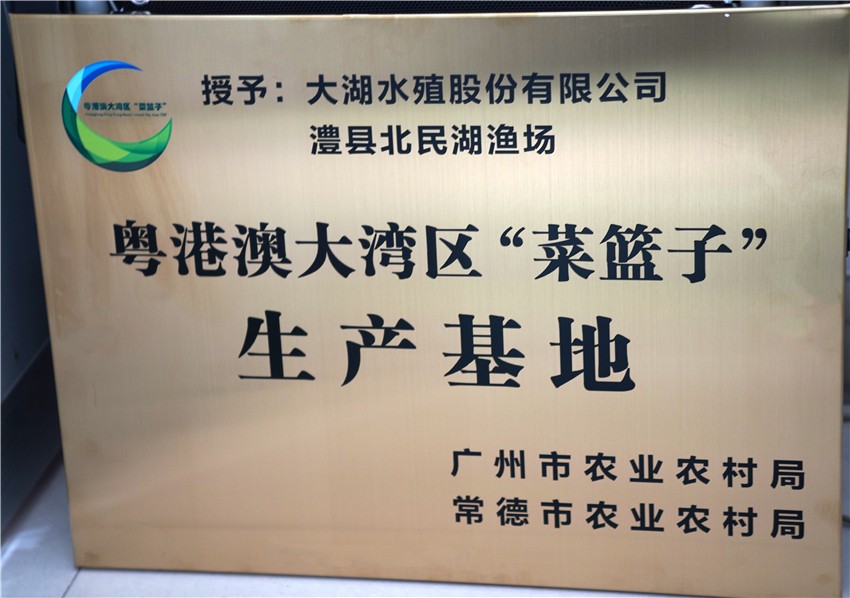 粤港澳大湾区“菜篮子”
授予：大湖水殖股份有限公司
澧县北民湖渔场
粤港澳大湾区“菜篮子”
生产基地
广州市农业农村局
常德市农业农村局